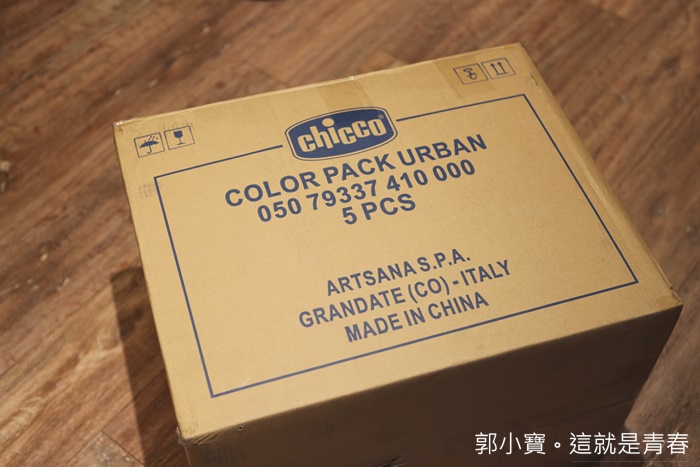 chicco
COLOR PACK URBAN
050 79337 410 000
5 PCS
ARTSANA S.P.A.
GRANDATE (CO) - ITALY
MADE IN CHINA
郭小寶。這就是青春